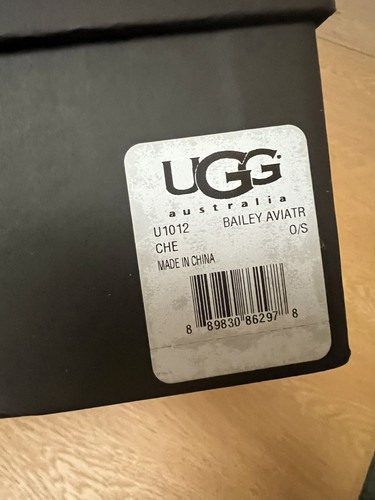 UGG
australia
U1012 BAILEY AVIATR
CHE O/S
MADE IN CHINA
8 89830 86297 8